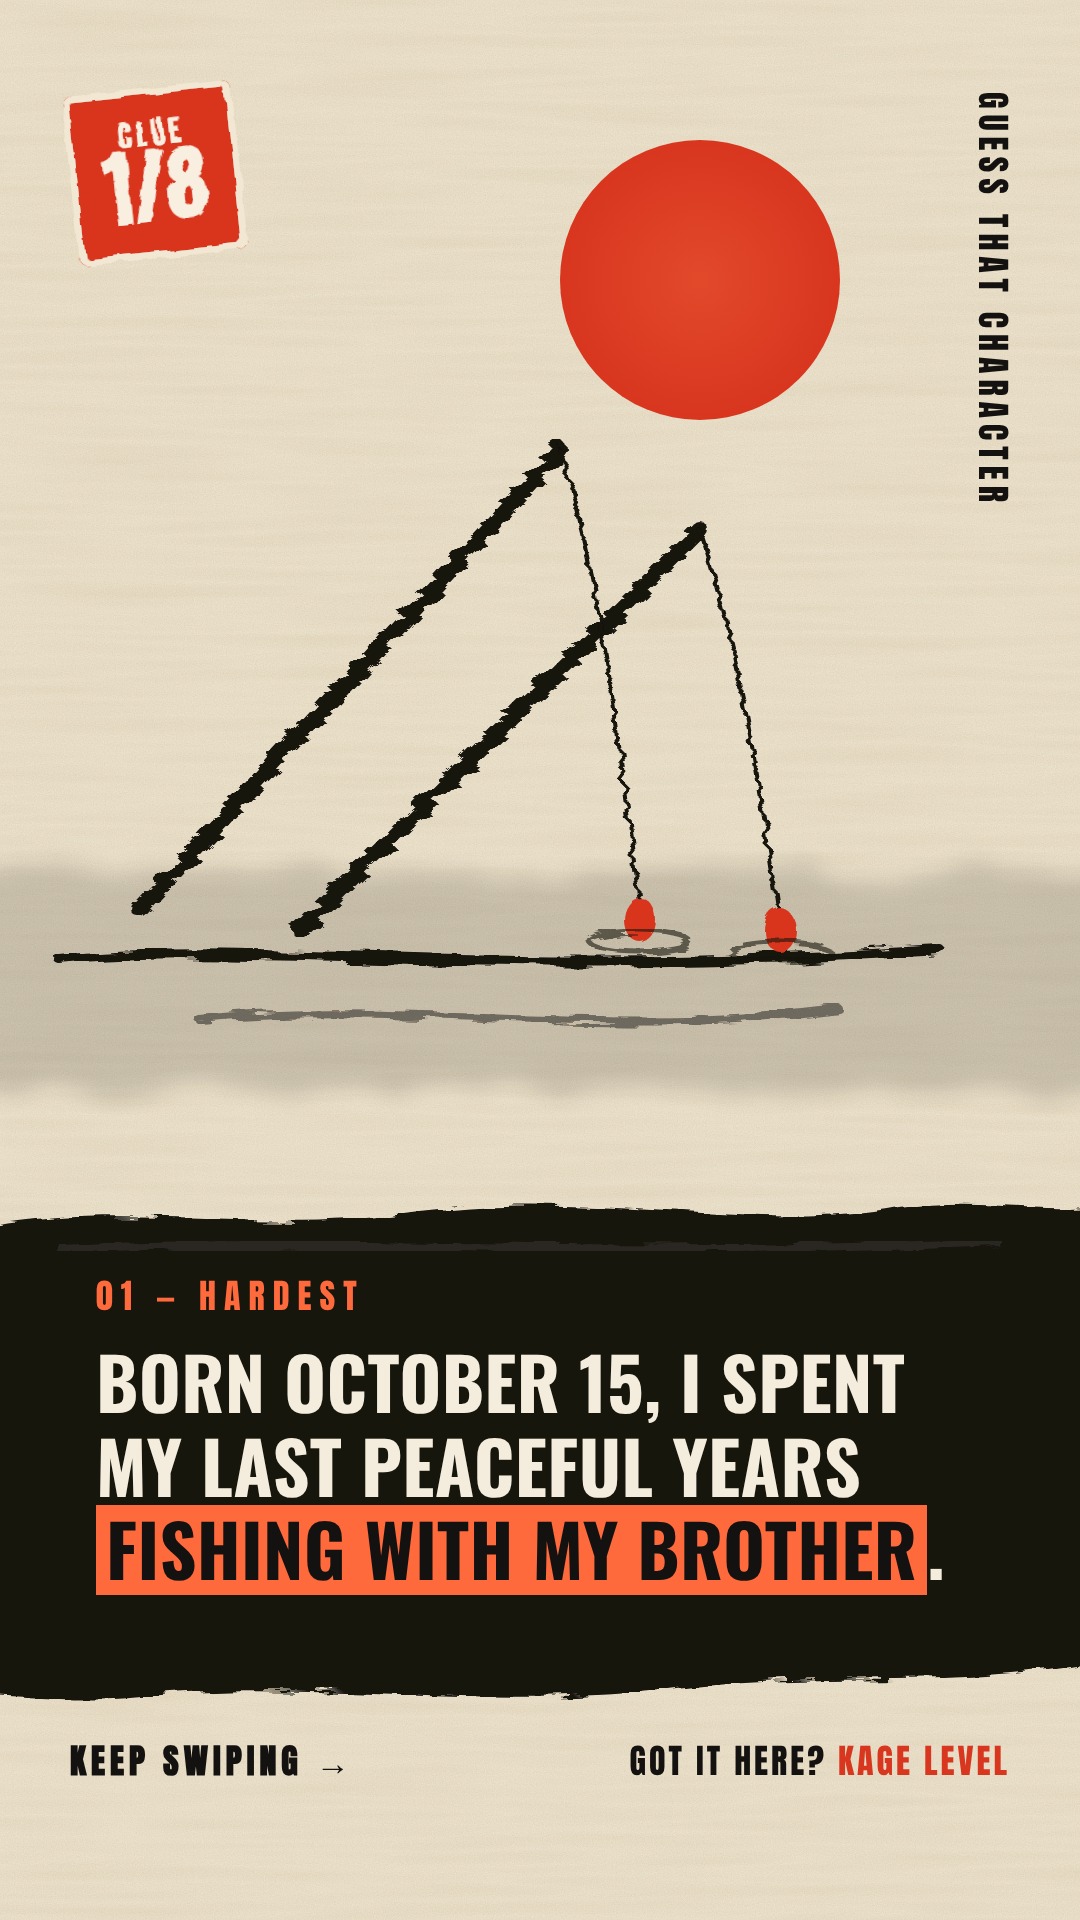 CLUE
1/8
GUESS THAT CHARACTER
01 – HARDEST
BORN OCTOBER 15, I SPENT
MY LAST PEACEFUL YEARS
FISHING WITH MY BROTHER.
KEEP SWIPING →
GOT IT HERE? KAGE LEVEL